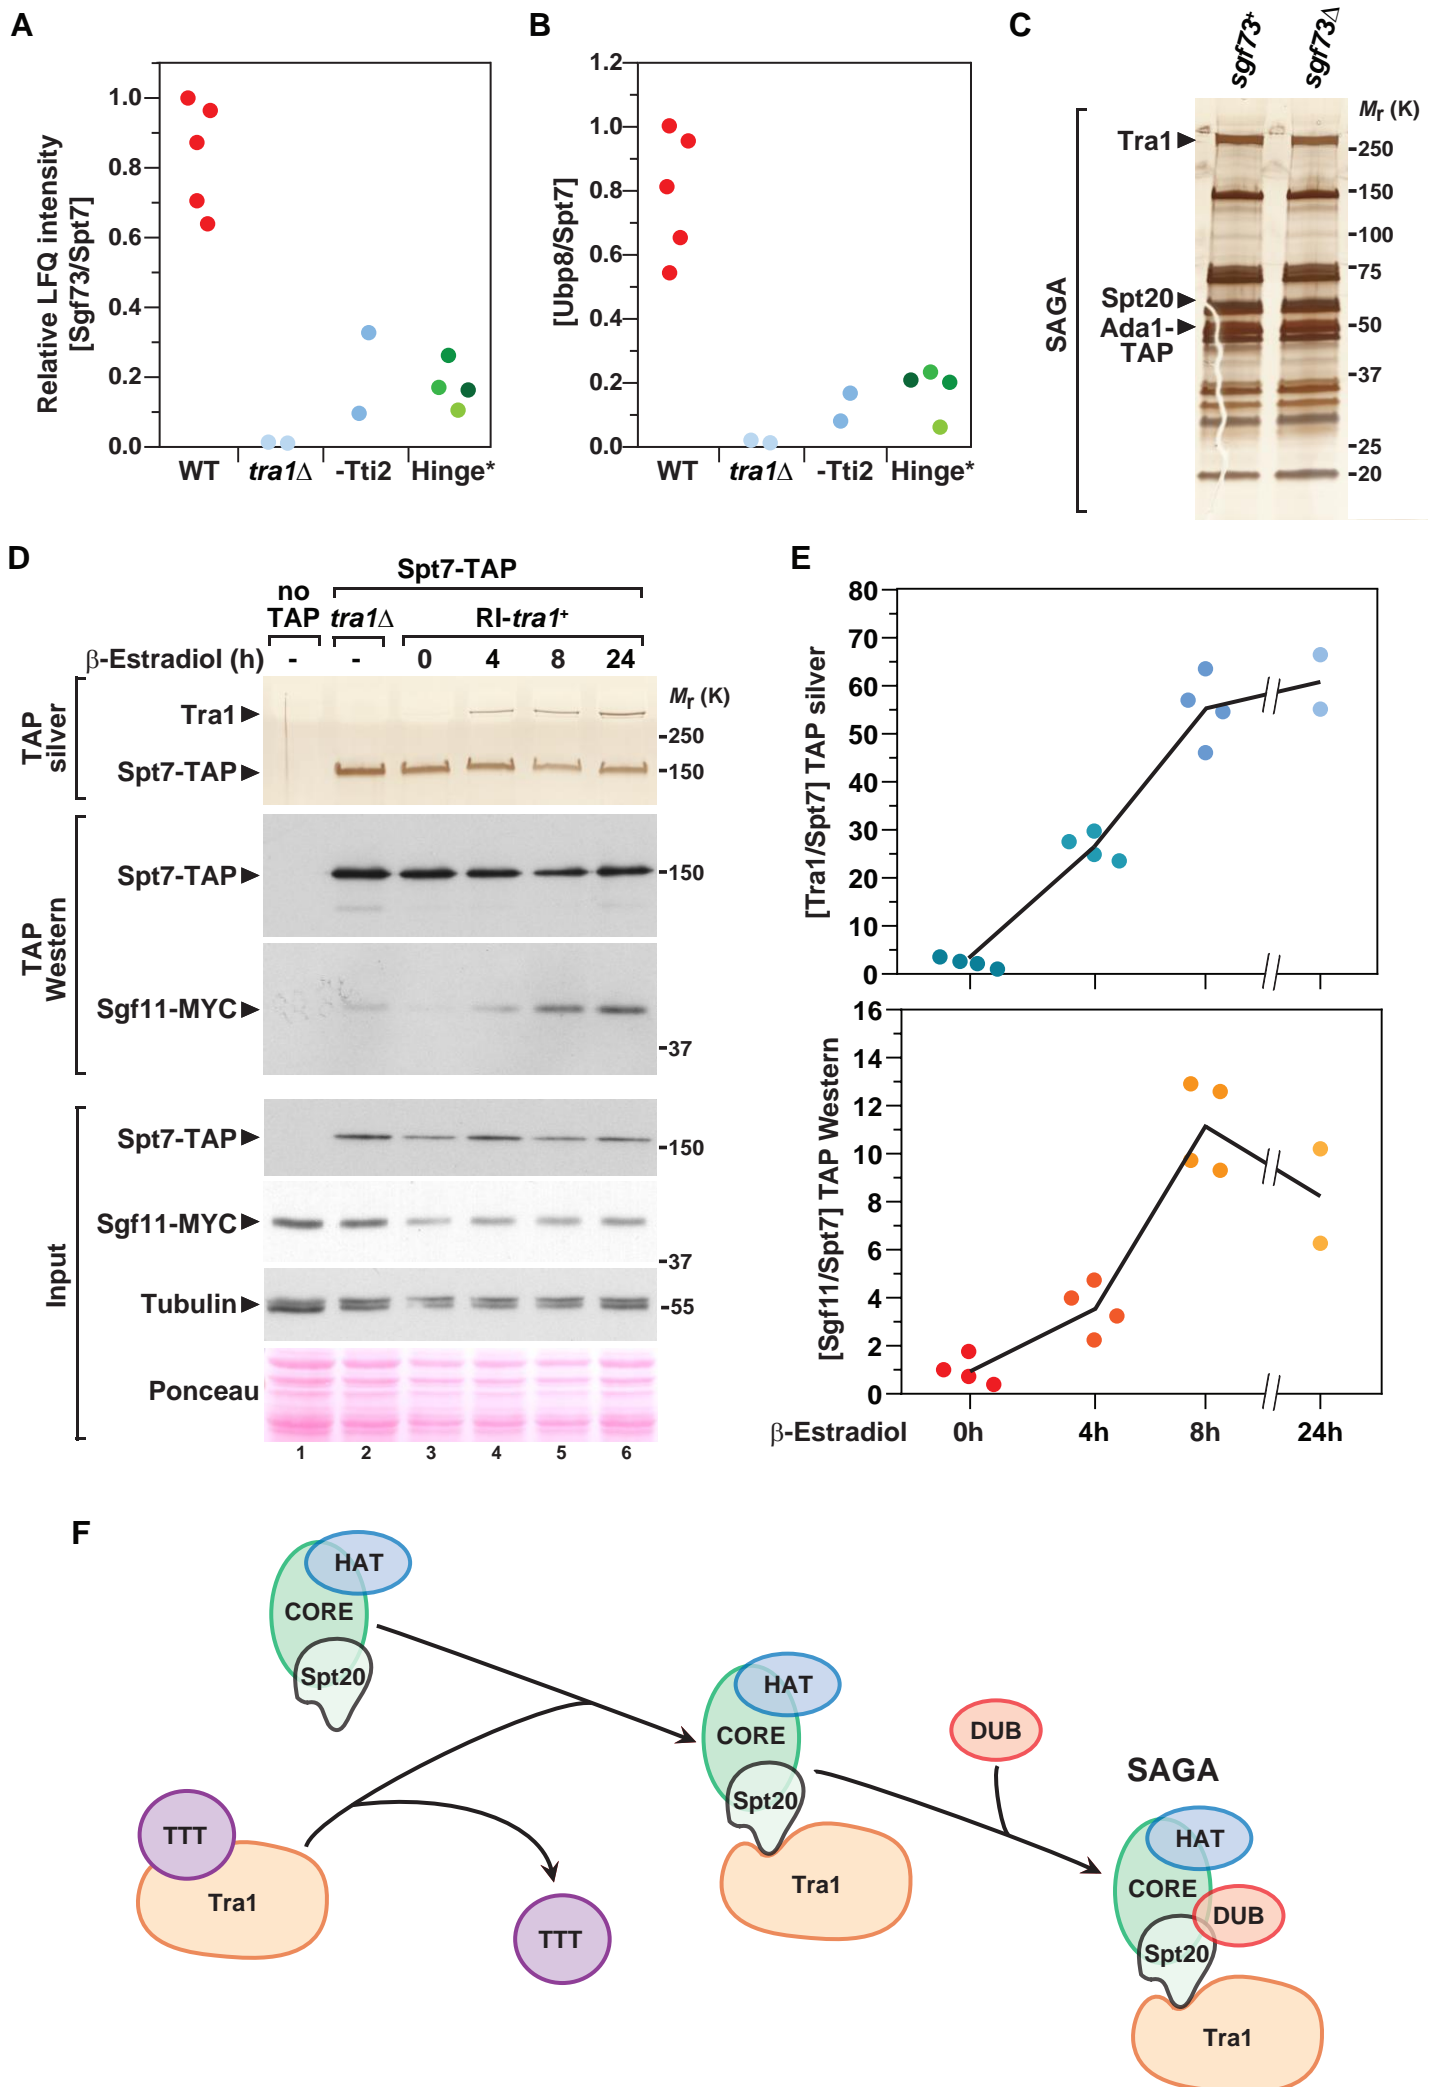 A
Relative LFQ intensity
[Sgf73/Spt7]
1.0
0.8
0.6
0.4
0.2
0.0
WT tra1Δ -Tti2 Hinge*
B
[Ubp8/Spt7]
1.2
1.0
0.8
0.6
0.4
0.2
0.0
WT tra1Δ -Tti2 Hinge*
C
sgf73+ sgf73Δ
Mr (K)
SAGA
Tra1
Spt20
Ada1-
TAP
250
150
100
75
50
37
25
20
D
Spt7-TAP
no
TAP tra1Δ RI-tra1+
β-Estradiol (h) - - 0 4 8 24
Mr (K)
TAP
silver
Tra1
-250
Spt7-TAP
-150
TAP
Western
Spt7-TAP
-150
Sgf11-MYC
-37
Input
Spt7-TAP
-150
Sgf11-MYC
-37
Tubulin
-55
Ponceau
1 2 3 4 5 6
E
[Tra1/Spt7] TAP silver
80
70
60
50
40
30
20
10
0
[Sgf11/Spt7] TAP Western
16
14
12
10
8
6
4
2
0
β-Estradiol 0h 4h 8h 24h
F
HAT
CORE
Spt20
TTT
Tra1
TTT
HAT
CORE
Spt20
Tra1
DUB
SAGA
HAT
CORE
DUB
Spt20
Tra1